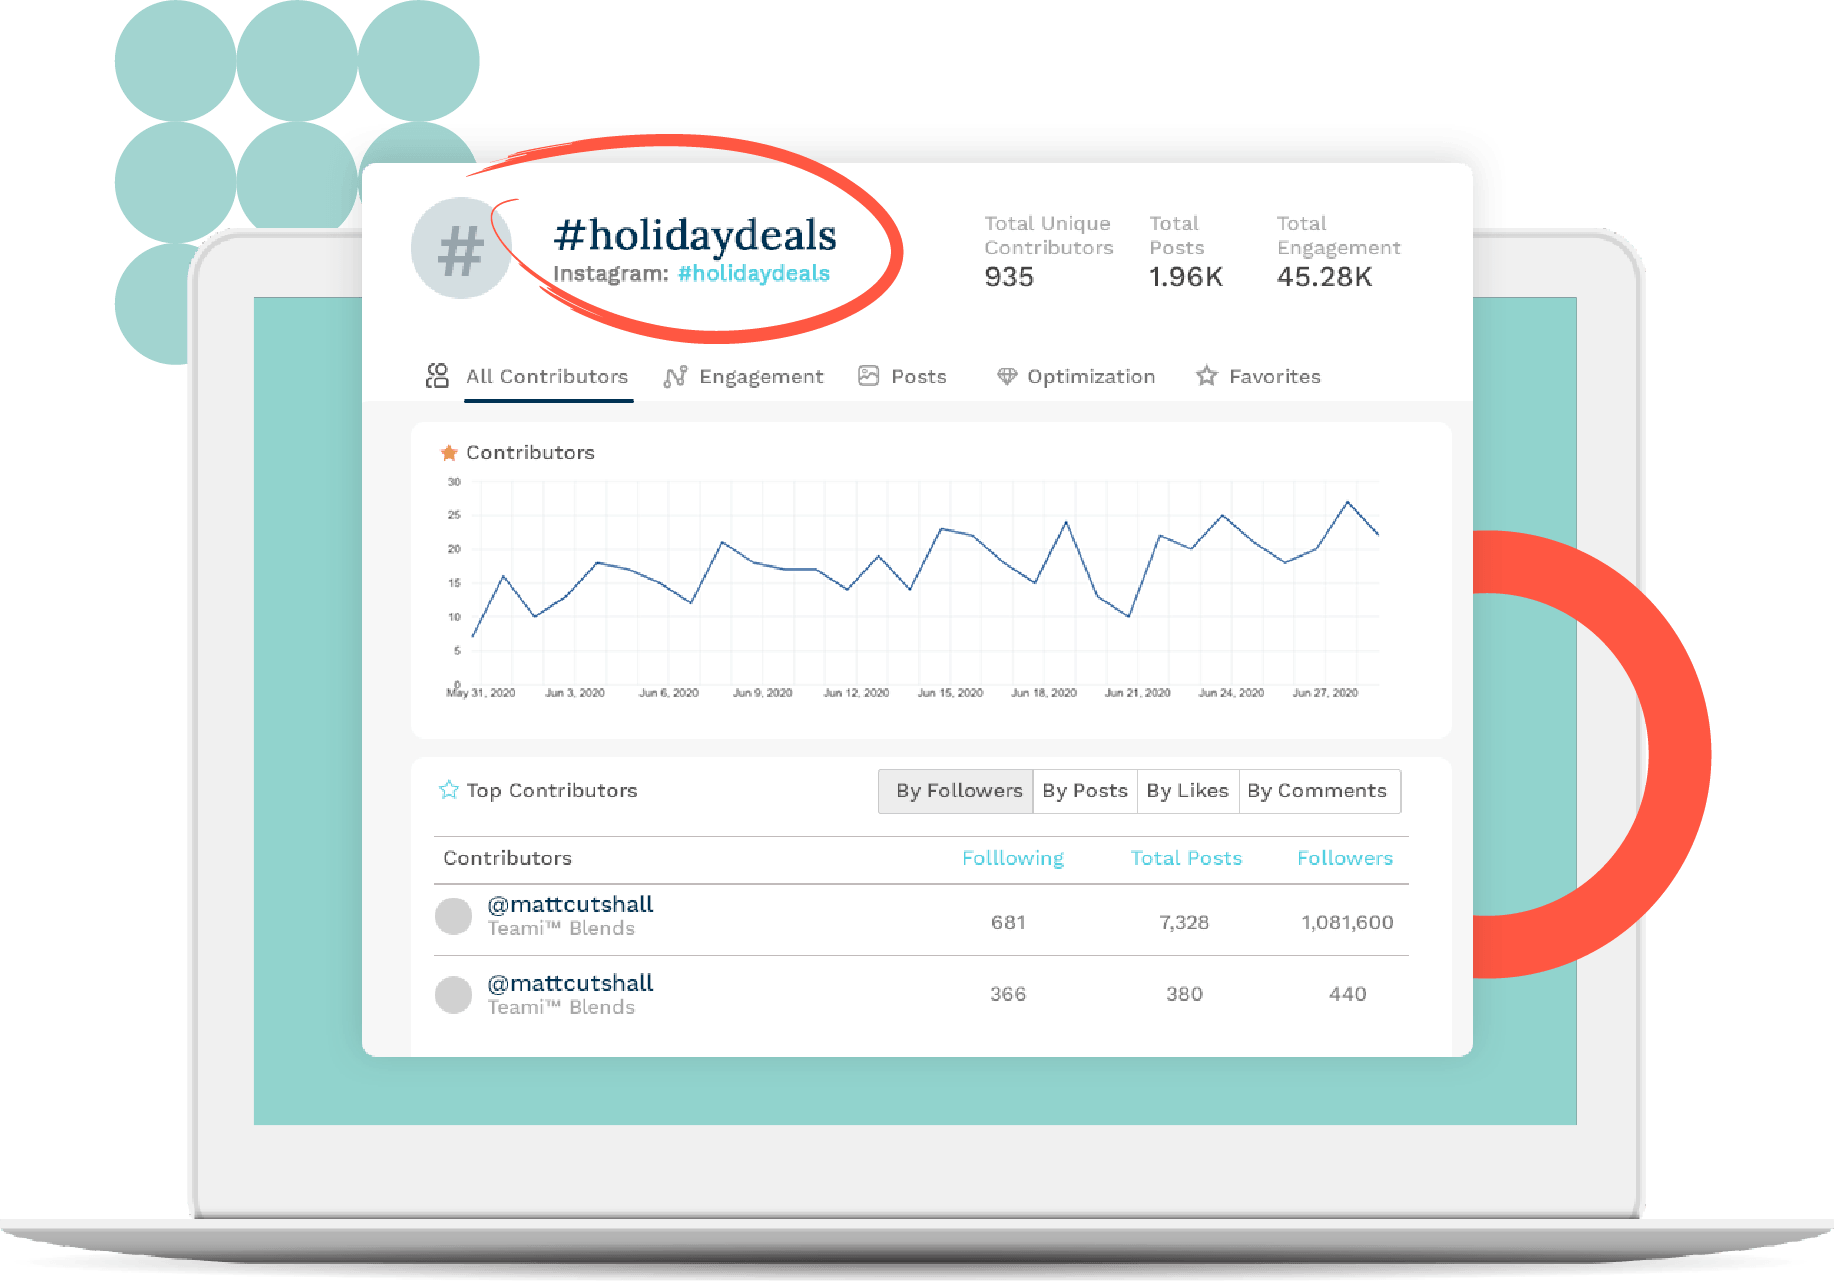 #
#holidaydeals
Instagram: #holidaydeals
Total Unique
Contributors
935
Total
Posts
1.96K
Total
Engagement
45.28K
All Contributors
Engagement
Posts
Optimization
Favorites
Contributors
30
25
20
15
10
5
0
May 31, 2020 Jun 3, 2020 Jun 6, 2020 Jun 9, 2020 Jun 12, 2020 Jun 15, 2020 Jun 18, 2020 Jun 21, 2020 Jun 24, 2020 Jun 27, 2020
Top Contributors
By Followers By Posts By Likes By Comments
Contributors Folllowing Total Posts Followers
@mattcutshall
Teami™ Blends
681 7,328 1,081,600
@mattcutshall
Teami™ Blends
366 380 440